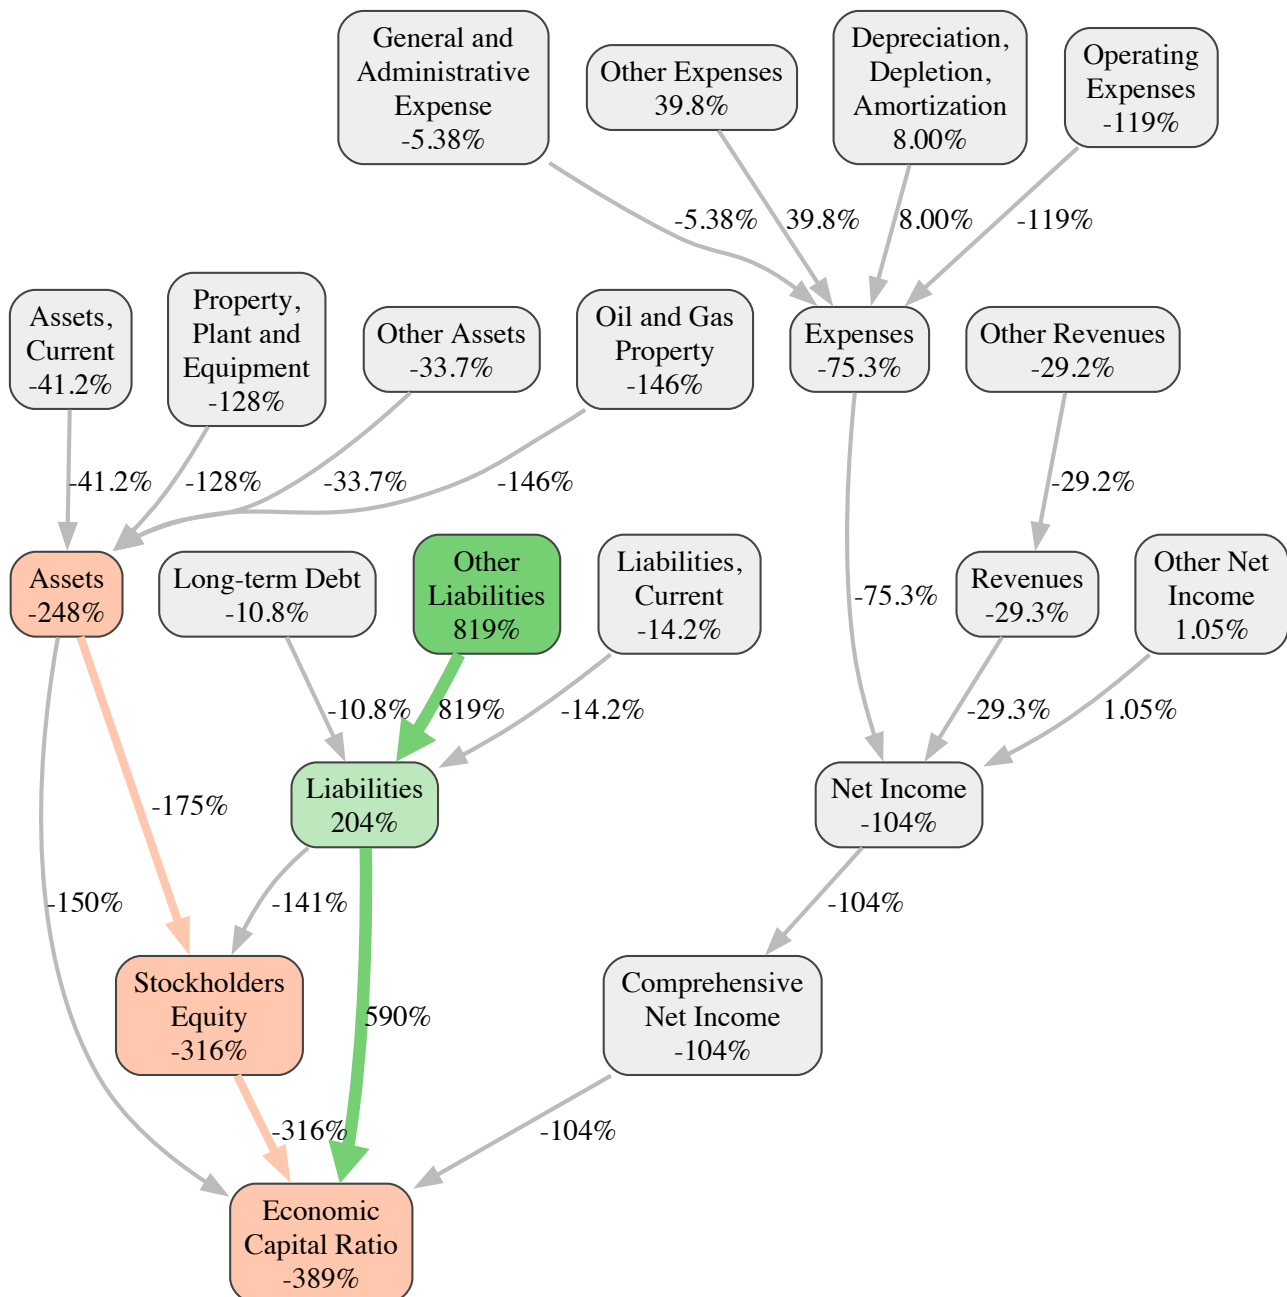 General and
Administrative
Expense
-5.38%
Other Expenses
39.8%
Depreciation,
Depletion,
Amortization
8.00%
Operating
Expenses
-119%
-5.38%
39.8%
8.00%
-119%
Assets,
Current
-41.2%
Property,
Plant and
Equipment
-128%
Other Assets
-33.7%
Oil and Gas
Property
-146%
Expenses
-75.3%
Other Revenues
-29.2%
-41.2%
-128%
-33.7%
-146%
-29.2%
Assets
-248%
Long-term Debt
-10.8%
Other
Liabilities
819%
Liabilities,
Current
-14.2%
-75.3%
Revenues
-29.3%
Other Net
Income
1.05%
-10.8%
819%
-14.2%
-29.3%
1.05%
-175%
Liabilities
204%
Net Income
-104%
-150%
-141%
-104%
Stockholders
Equity
-316%
590%
Comprehensive
Net Income
-104%
-316%
-104%
Economic
Capital Ratio
-389%